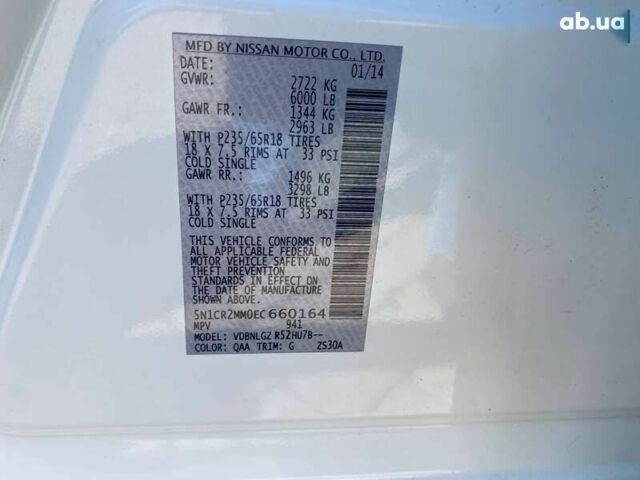 ab.ua
MFD BY NISSAN MOTOR CO., LTD.
DATE: 01/14
GVWR: 2722 KG
6000 LB
GAWR FR.: 1344 KG
2963 LB
WITH P235/65R18 TIRES
18 X 7.5 RIMS AT 33 PSI
COLD SINGLE
GAWR RR.: 1496 KG
3298 LB
WITH P235/65R18 TIRES
18 X 7.5 RIMS AT 33 PSI
COLD SINGLE
THIS VEHICLE CONFORMS TO
ALL APPLICABLE FEDERAL
MOTOR VEHICLE SAFETY AND
THEFT PREVENTION
STANDARDS IN EFFECT ON
THE DATE OF MANUFACTURE
SHOWN ABOVE.
5N1CR2MM0EC660164
MPV 941
MODEL: VDBNLGZ R52HU7B--
COLOR: QAA TRIM: G ZS30A